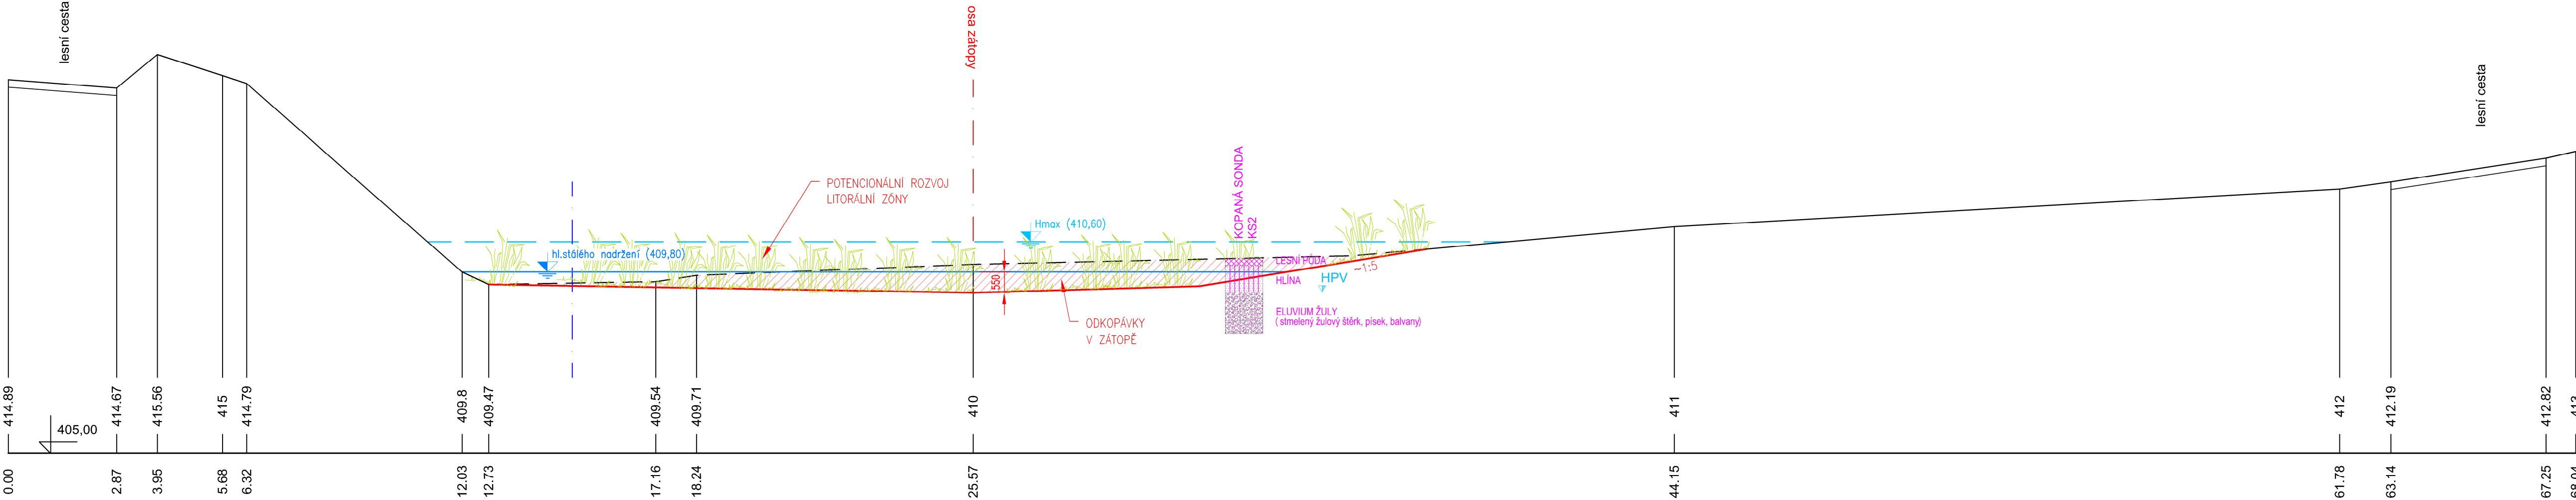 lesní cesta
osa zátopy
lesní cesta
KOPANÁ SONDA
KS2
POTENCIONÁLNÍ ROZVOJ
LITORÁLNÍ ZÓNY
Hmax (410,60)
hl.stálého nadržení (409,80)
LESNÍ PŮDA
~1:5
HPV
HLÍNA
550
ELUVIUM ŽULY
( stmelený žulový štěrk, písek, balvany)
ODKOPÁVKY
V ZÁTOPĚ
414.89
414.67
415.56
415
414.79
409.8
409.47
409.54
409.71
410
411
412
412.19
412.82
413
405,00
0.00
2.87
3.95
5.68
6.32
12.03
12.73
17.16
18.24
25.57
44.15
61.78
63.14
67.25